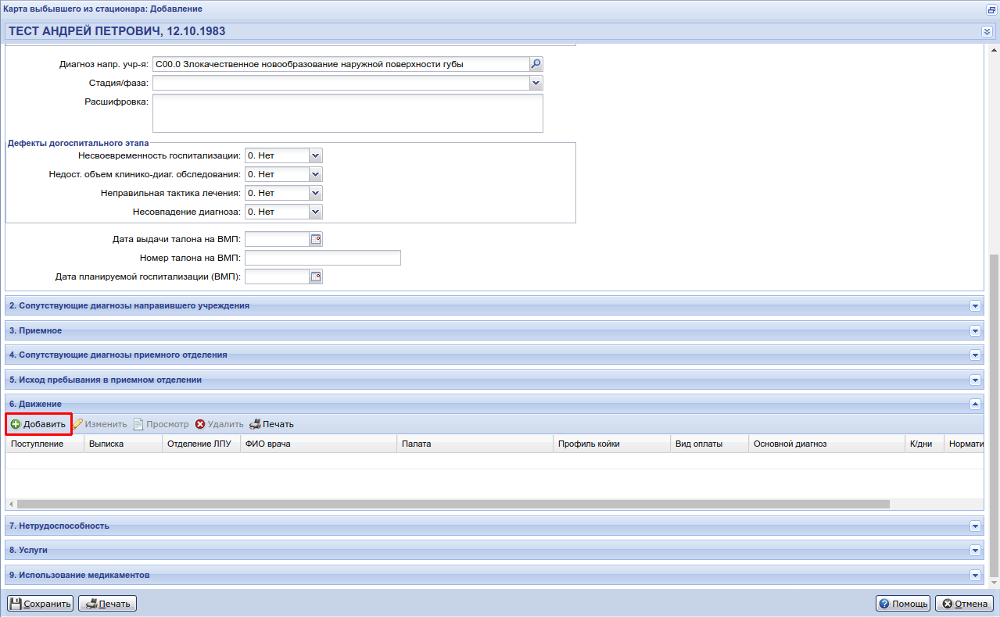 Карта выбывшего из стационара: Добавление
ТЕСТ АНДРЕЙ ПЕТРОВИЧ, 12.10.1983
Диагноз напр. учр-я: C00.0 Злокачественное новообразование наружной поверхности губы
Стадия/фаза:
Расшифровка:
Дефекты догоспитального этапа
Несвоевременность госпитализации: 0. Нет
Недост. объем клинико-диаг. обследования: 0. Нет
Неправильная тактика лечения: 0. Нет
Несовпадение диагноза: 0. Нет
Дата выдачи талона на ВМП:
Номер талона на ВМП:
Дата планируемой госпитализации (ВМП):
2. Сопутствующие диагнозы направившего учреждения
3. Приемное
4. Сопутствующие диагнозы приемного отделения
5. Исход пребывания в приемном отделении
6. Движение
Добавить Изменить Просмотр Удалить Печать
Поступление Выписка Отделение ЛПУ ФИО врача Палата Профиль койки Вид оплаты Основной диагноз К/дни Нормати
7. Нетрудоспособность
8. Услуги
9. Использование медикаментов
Сохранить Печать Помощь Отмена